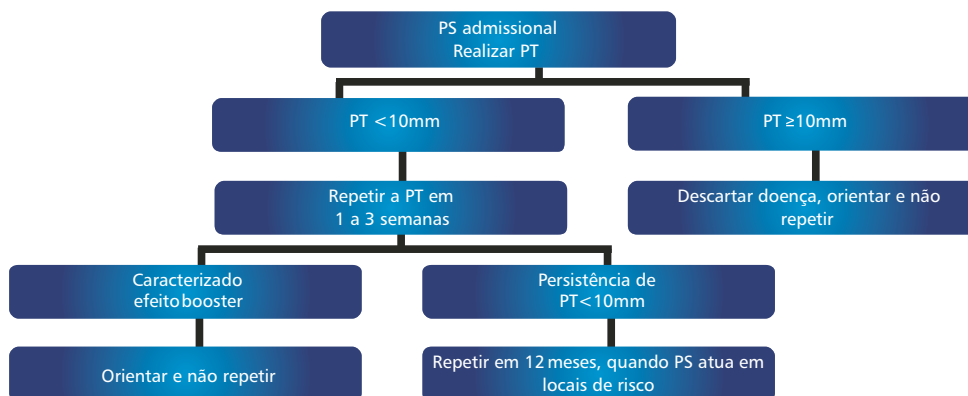 PS admissional
Realizar PT
PT <10mm
PT ≥10mm
Repetir a PT em
1 a 3 semanas
Descartar doença, orientar e não
repetir
Caracterizado
efeito booster
Persistência de
PT<10mm
Orientar e não repetir
Repetir em 12 meses, quando PS atua em
locais de risco